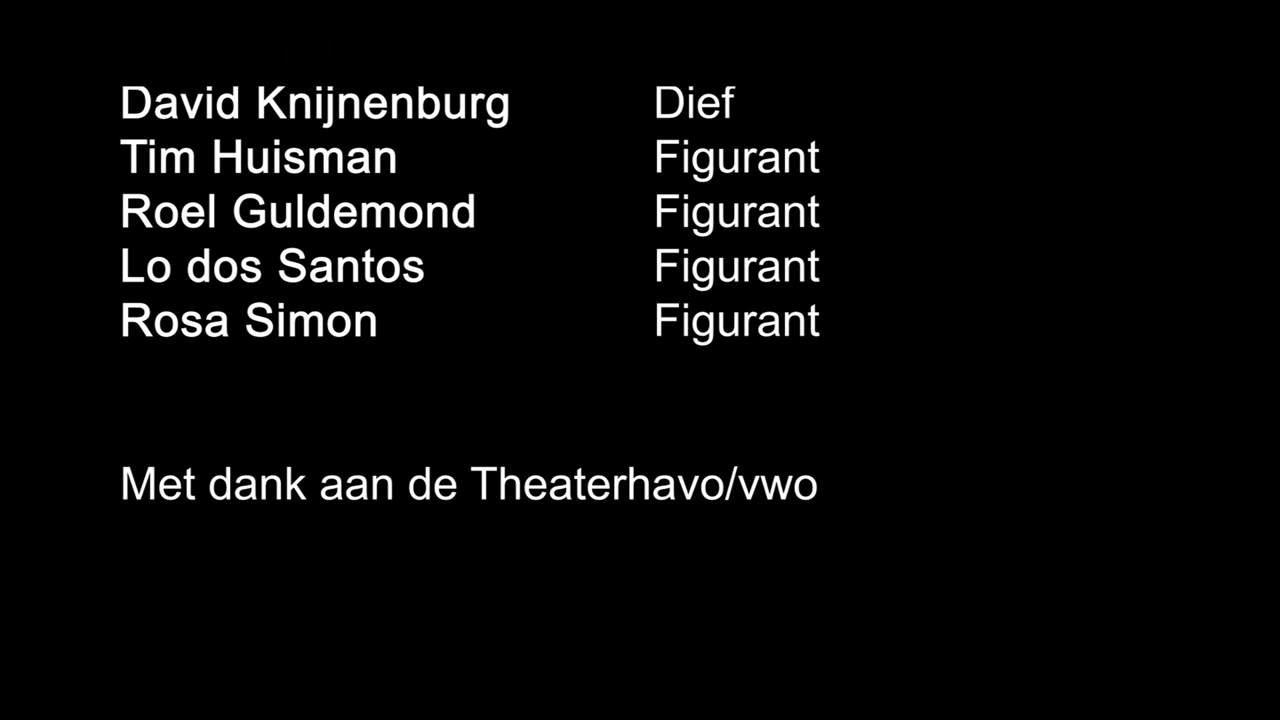 David Knijnenburg Dief
Tim Huisman Figurant
Roel Guldemond Figurant
Lo dos Santos Figurant
Rosa Simon Figurant
Met dank aan de Theaterhavo/vwo